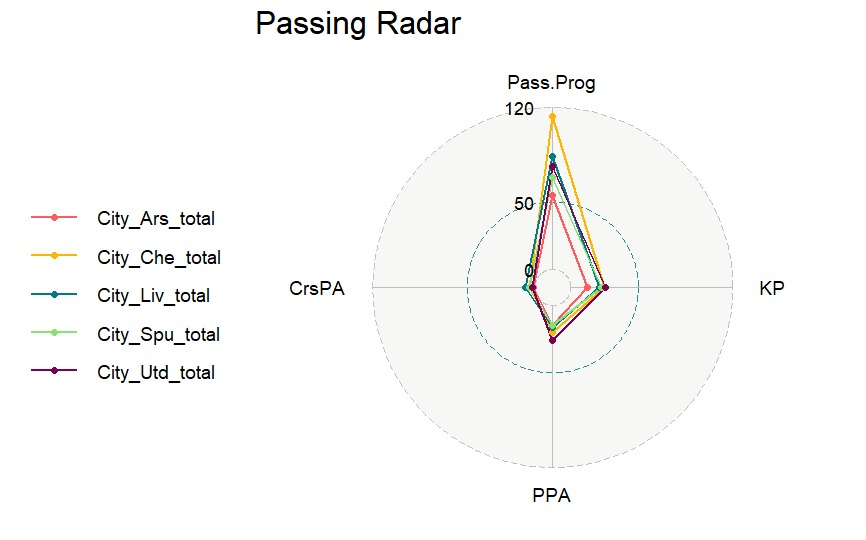 Passing Radar
Pass.Prog
120
50
0
CrsPA
KP
PPA
City_Ars_total
City_Che_total
City_Liv_total
City_Spu_total
City_Utd_total